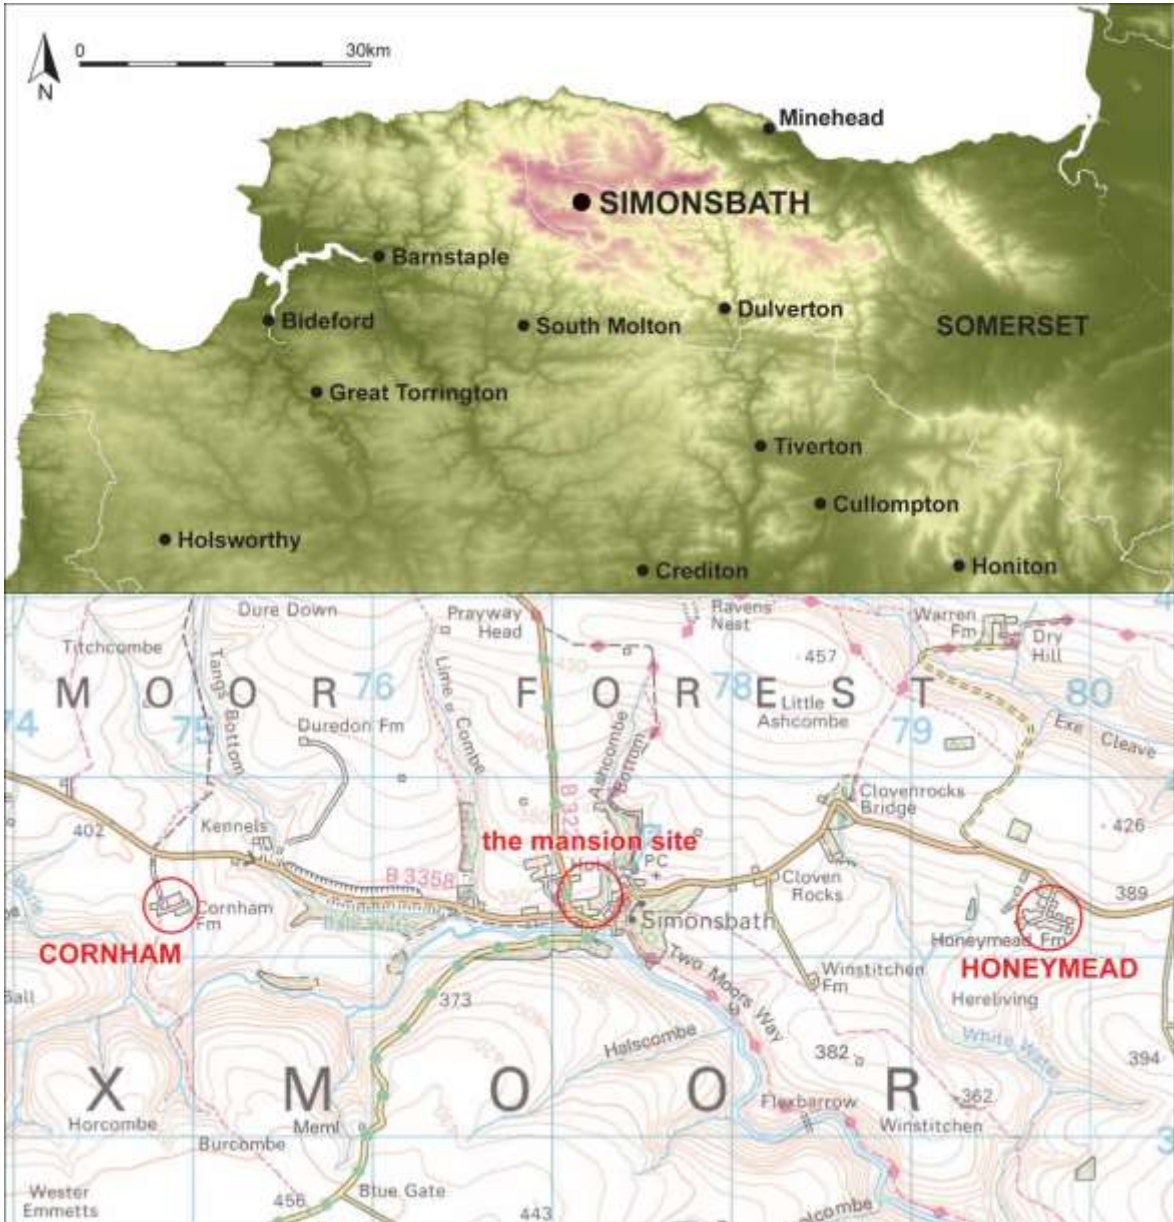 0
30km
N
Minehead
SIMONSBATH
Barnstaple
Dulverton
Bideford
South Molton
SOMERSET
Great Torrington
Tiverton
Cullompton
Holsworthy
Crediton
Honiton
Dure Down
Prayway
Head
Ravens'
Nest
Warren
Fm
Dry
Hill
Titchcombe
Tangs
Bottom
Lime
Combe
457
430
M O O R
F O R E S T
74
75
76
78
79
80
Little
Ashcombe
Duredon Fm
Ashcombe
Bottom
Exe Cleave
400
Clovenrocks
Bridge
402
Kennels
426
the mansion site
PC
B 3358
Cloven
Rocks
389
Cornham
Fm
Simonsbath
CORNHAM
Honeymead Fm
HONEYMEAD
Two Moors Way
Winstitchen
Fm
Hereliving
373
White Water
Halscombe
382
394
X M O O R
362
Flexbarrow
Horcombe
Meml
Winstitchen
Burcombe
Wester
Emmetts
456
Blue Gate
443